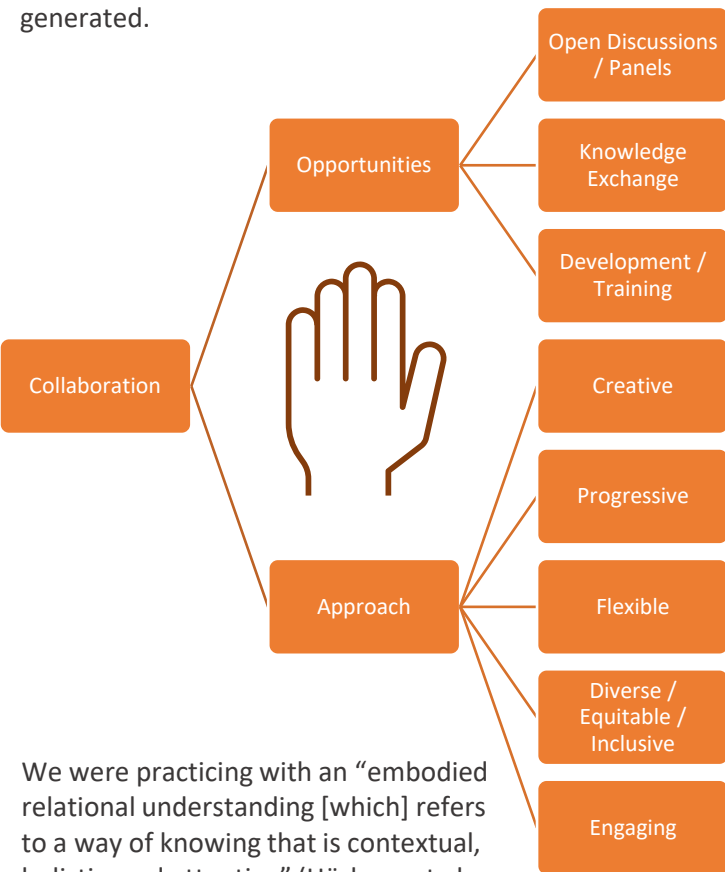 generated.
Open Discussions
/ Panels
Opportunities
Knowledge
Exchange
Development /
Training
Collaboration
Creative
Progressive
Approach
Flexible
Diverse /
Equitable /
Inclusive
Engaging
We were practicing with an “embodied
relational understanding [which] refers
to a way of knowing that is contextual,